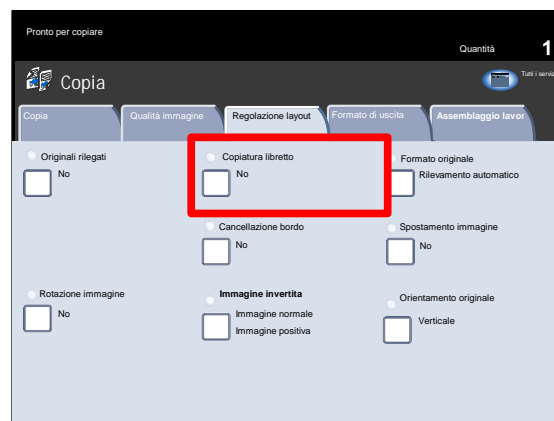 Pronto per copiare
Quantità 1
Copia
Tutti i serviz
Copia Qualità immagine Regolazione layout Formato di uscita Assemblaggio lavor
Originali rilegati
No
Copiatura libretto
No
Formato originale
Rilevamento automatico
Cancellazione bordo
No
Spostamento immagine
No
Rotazione immagine
No
Immagine invertita
Immagine normale
Immagine positiva
Orientamento originale
Verticale